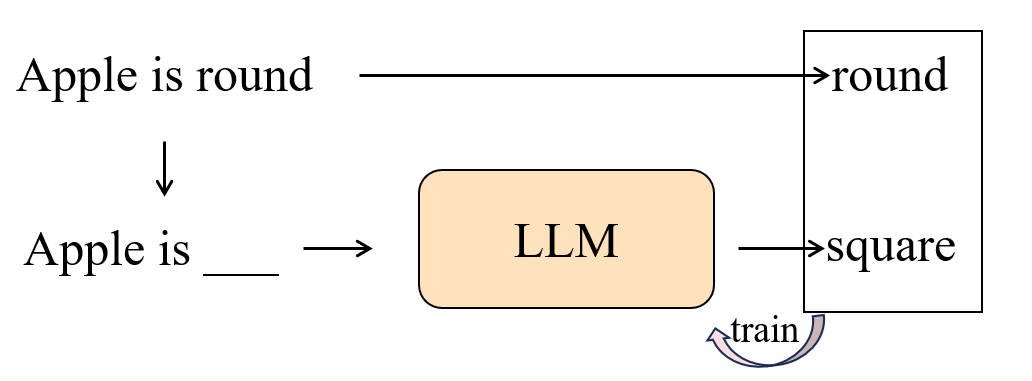 Apple is round
round
Apple is ___
LLM
square
train